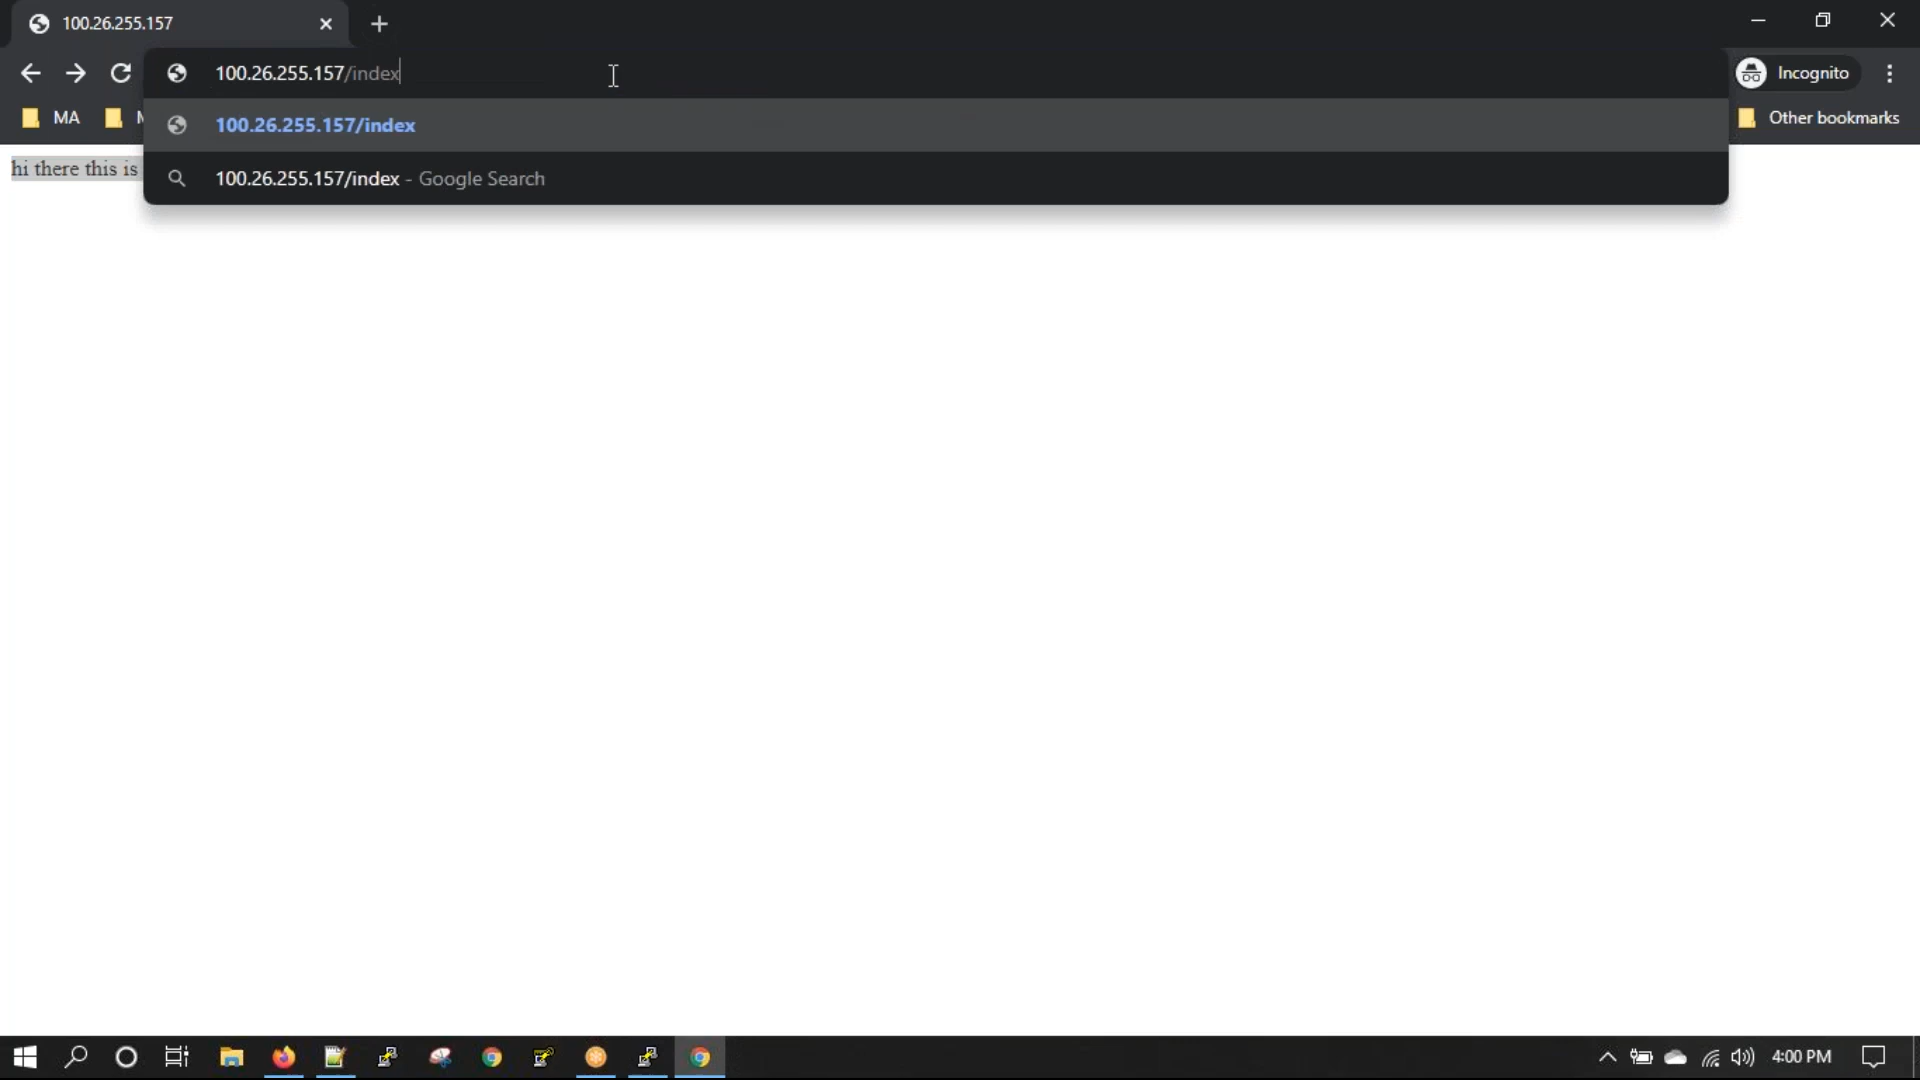 100.26.255.157
100.26.255.157/index
Incognito
MA
100.26.255.157/index
Other bookmarks
hi there this is
100.26.255.157/index - Google Search
4:00 PM